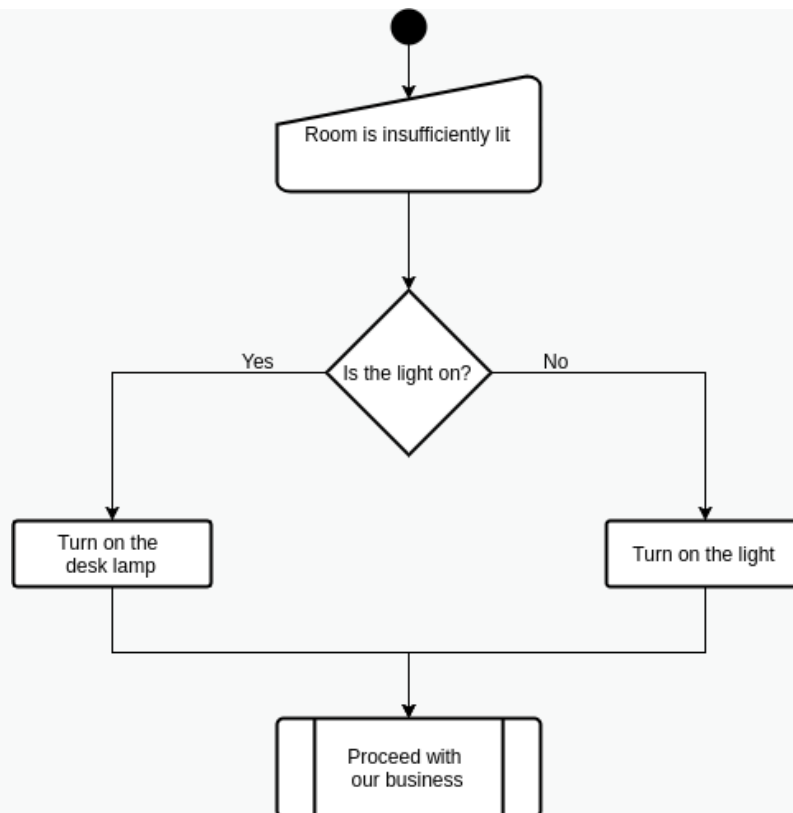 Room is insufficiently lit
Yes
Is the light on?
No
Turn on the
desk lamp
Turn on the light
Proceed with
our business